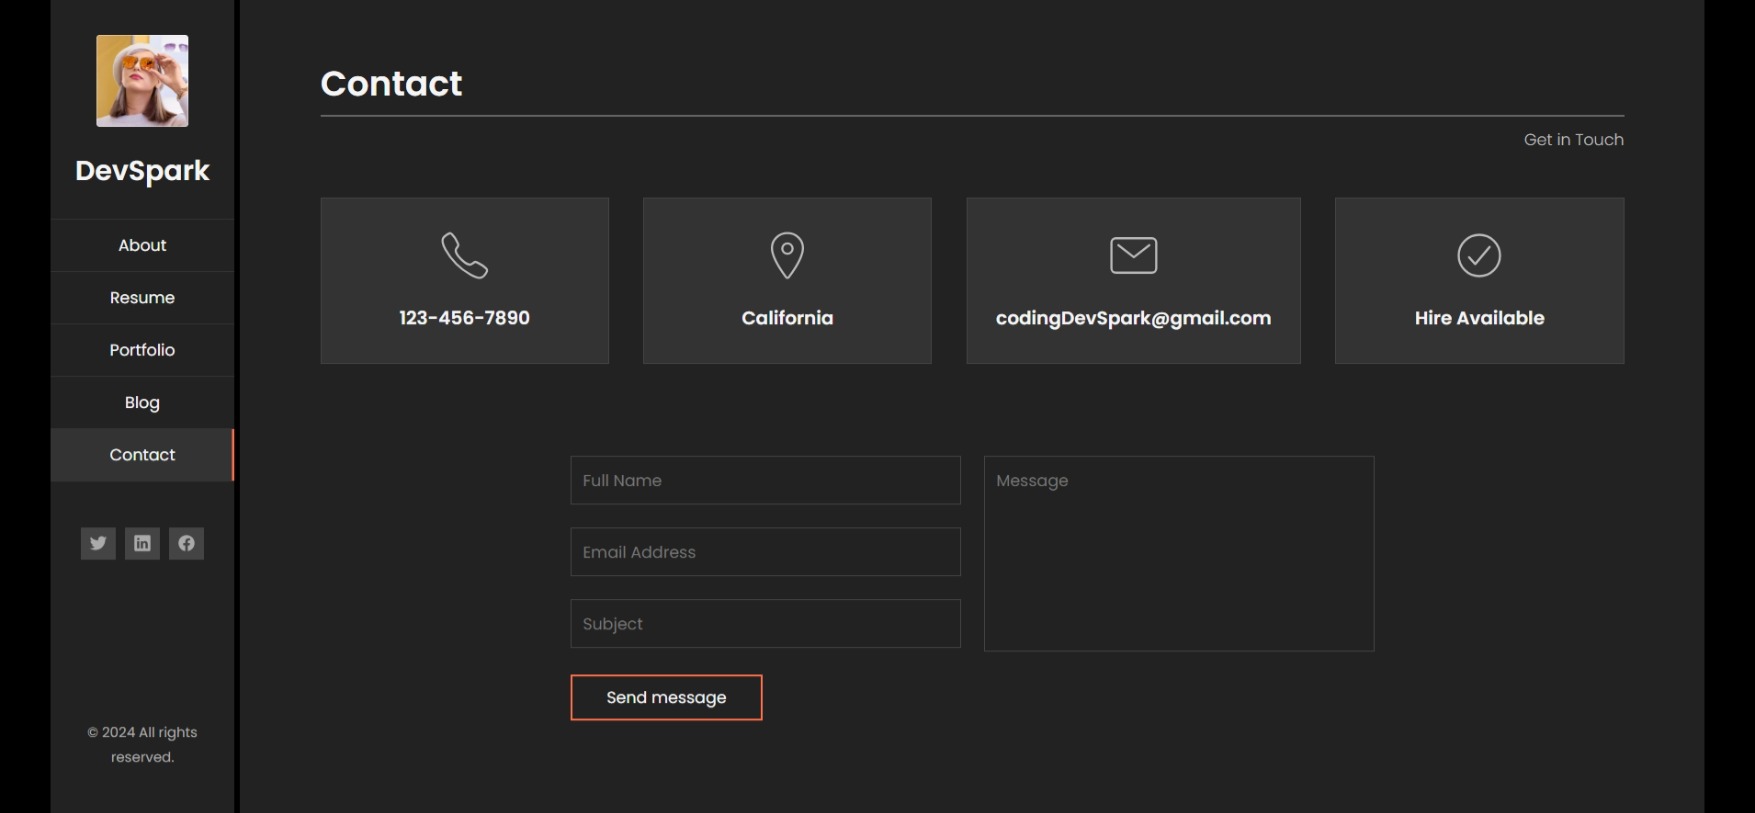 DevSpark
About
Resume
Portfolio
Blog
Contact
© 2024 All rights
reserved.
Contact
Get in Touch
123-456-7890
California
codingDevSpark@gmail.com
Hire Available
Full Name
Email Address
Subject
Message
Send message